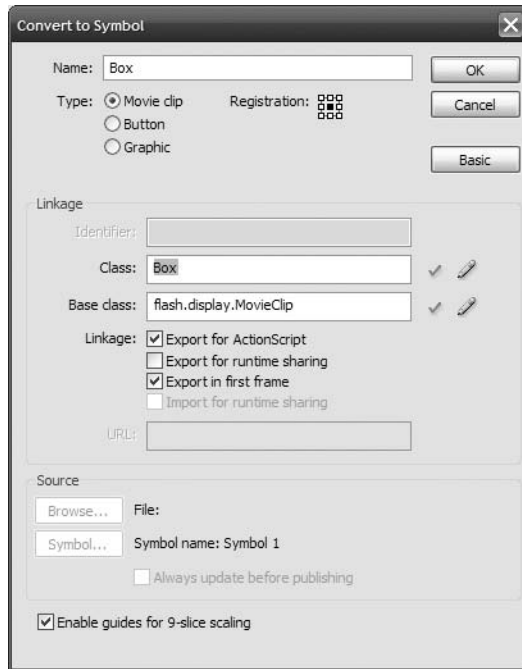 Convert to Symbol
Name: Box
OK
Type: Movie clip
Registration:
Cancel
Button
Graphic
Basic
Linkage
Identifier:
Class: Box
Base class: flash.display.MovieClip
Linkage: Export for ActionScript
Export for runtime sharing
Export in first frame
Import for runtime sharing
URL:
Source
Browse... File:
Symbol... Symbol name: Symbol 1
Always update before publishing
Enable guides for 9-slice scaling